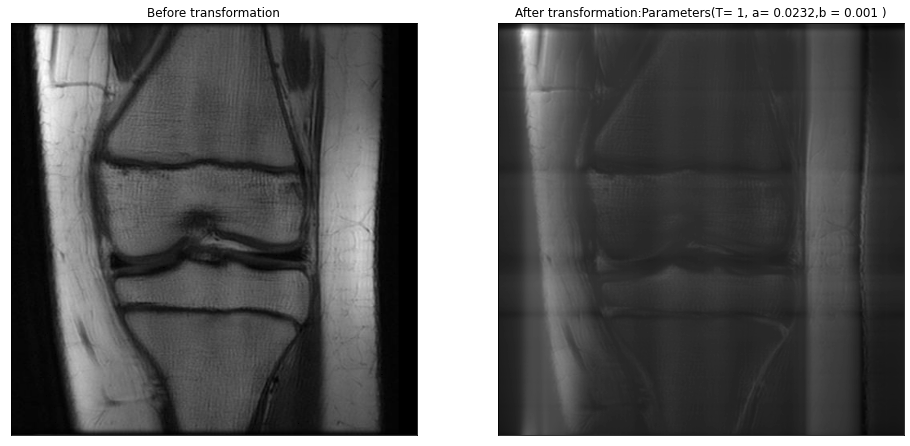 Before transformation
After transformation:Parameters(T= 1, a= 0.0232,b = 0.001 )